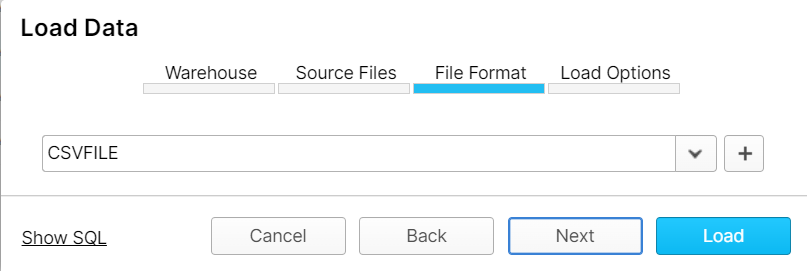 Load Data
Warehouse Source Files File Format Load Options
CSVFILE
Show SQL Cancel Back Next Load